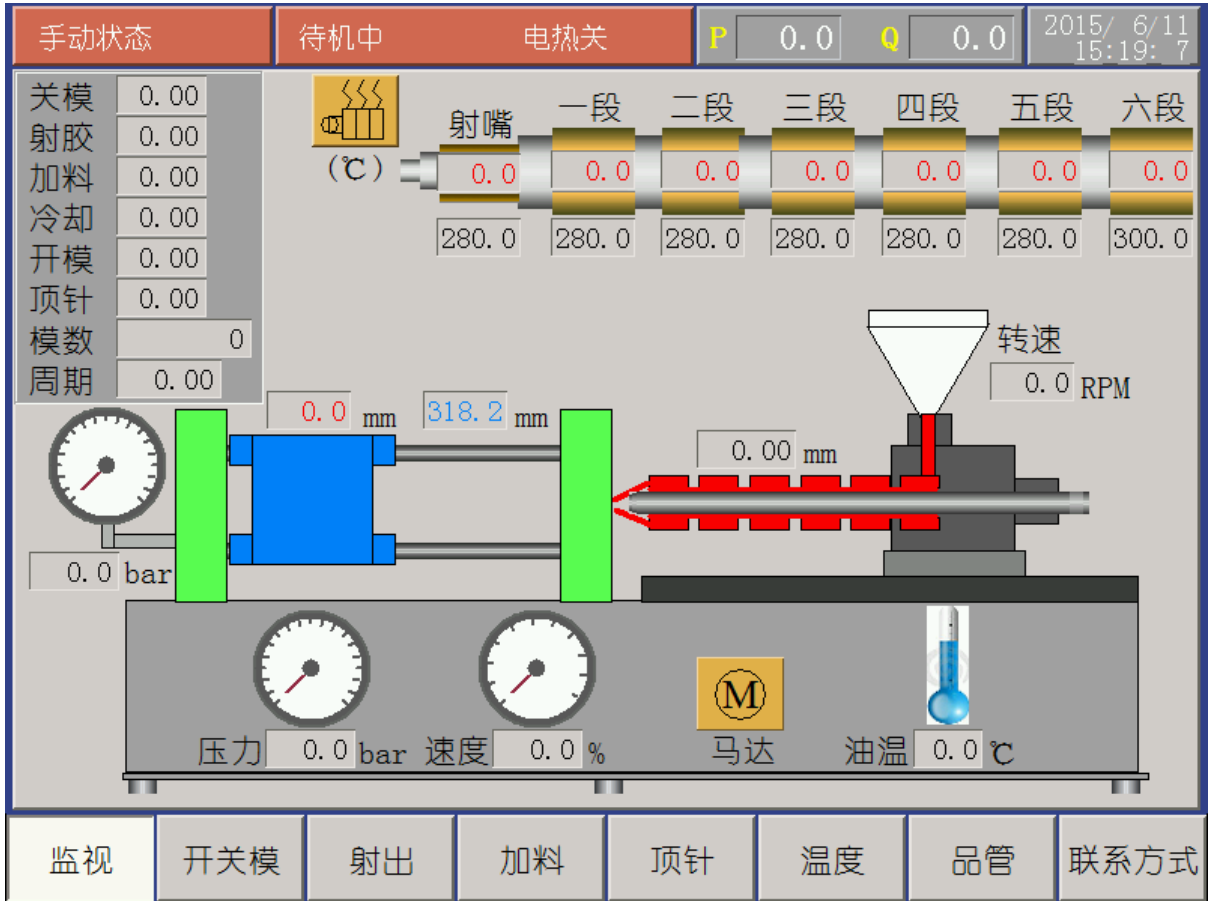 手动状态 待机中 电热关 P 0.0 Q 0.0 2015/ 6/11
15:19: 7
关模 0.00
射胶 0.00
加料 0.00
冷却 0.00
开模 0.00
顶针 0.00
模数 0
周期 0.00
(℃)
射嘴 一段 二段 三段 四段 五段 六段
0.0 0.0 0.0 0.0 0.0 0.0 0.0
280.0 280.0 280.0 280.0 280.0 280.0 300.0
转速
0.0 RPM
0.0 mm 318.2 mm
0.00 mm
0.0 bar
M
压力 0.0 bar 速度 0.0 % 马达 油温 0.0 ℃
监视 开关模 射出 加料 顶针 温度 品管 联系方式